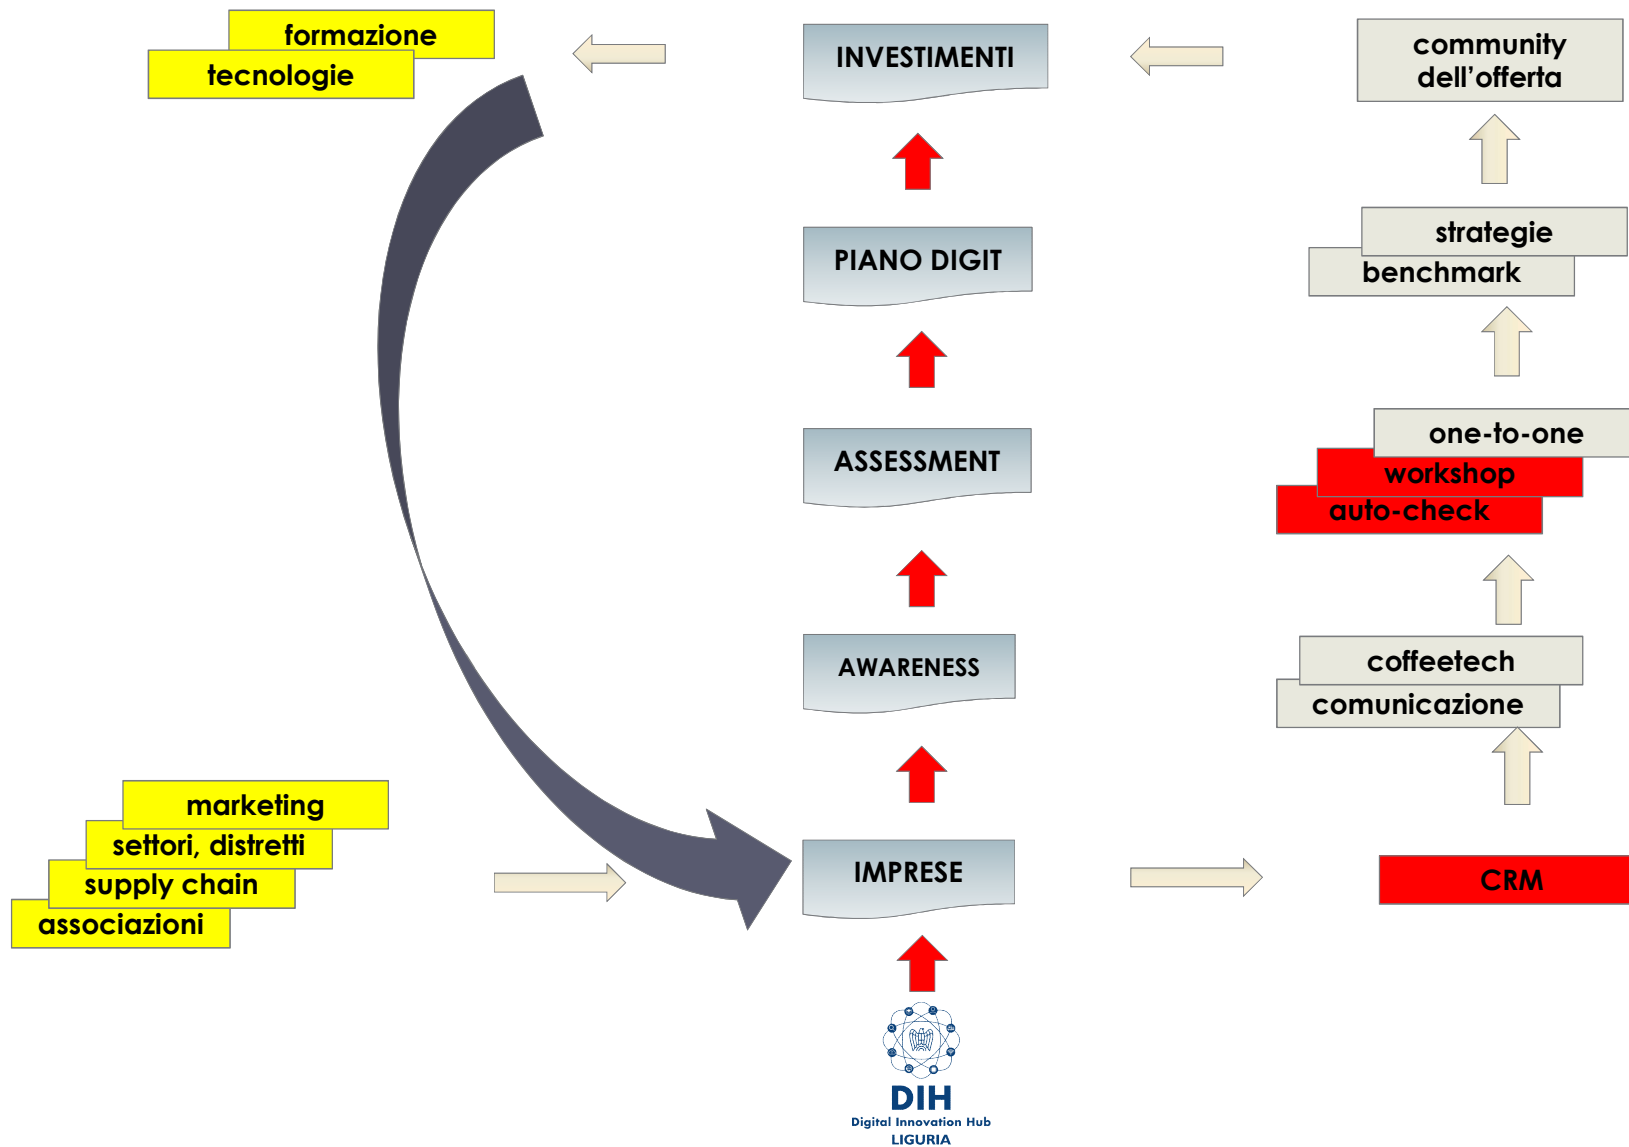 formazione
tecnologie
INVESTIMENTI
community
dell'offerta
PIANO DIGIT
strategie
benchmark
ASSESSMENT
one-to-one
workshop
auto-check
AWARENESS
coffeetech
comunicazione
marketing
settori, distretti
supply chain
associazioni
IMPRESE
CRM
DIH
Digital Innovation Hub
LIGURIA